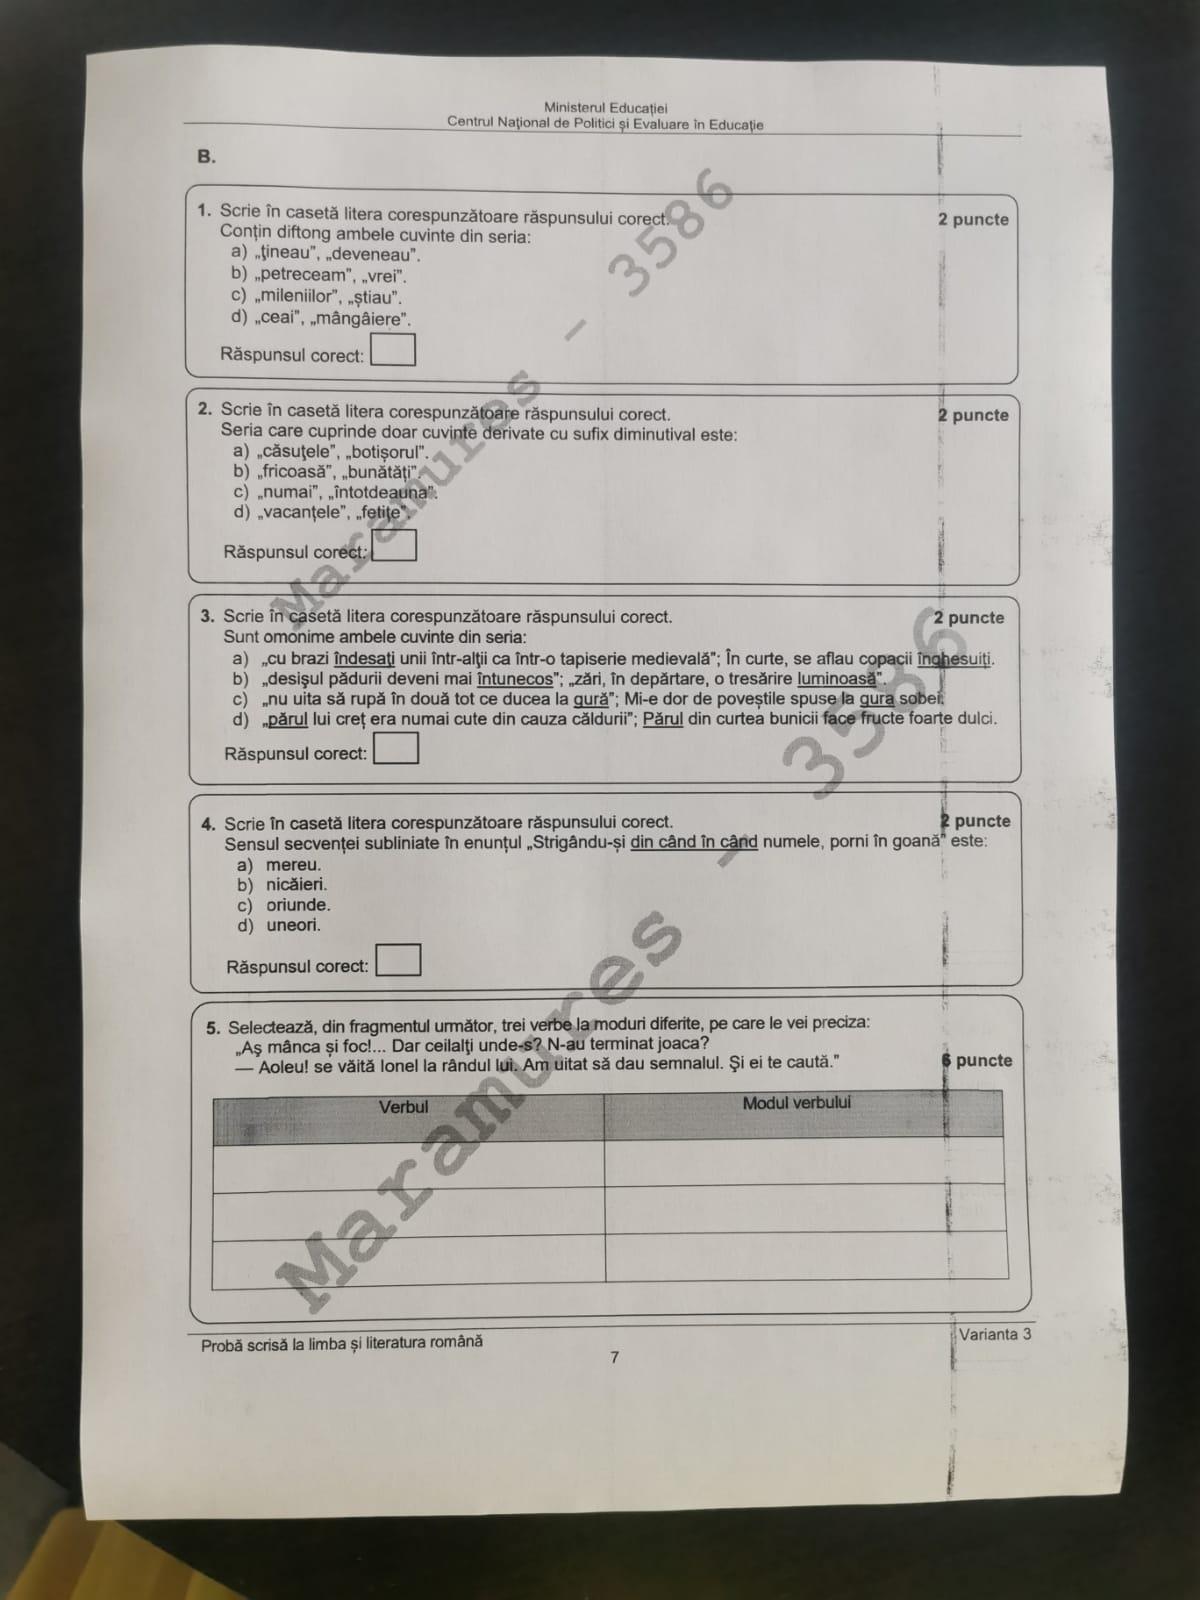 Ministerul Educației
Centrul Național de Politici și Evaluare în Educație
B.
1. Scrie în casetă litera corespunzătoare răspunsului corect. 2 puncte
Conțin diftong ambele cuvinte din seria:
a) „țineau”, „deveneau”.
b) „petreceam”, „vrei”.
c) „mileniilor”, „știau”.
d) „ceai”, „mângâiere”.
Răspunsul corect:
2. Scrie în casetă litera corespunzătoare răspunsului corect. 2 puncte
Seria care cuprinde doar cuvinte derivate cu sufix diminutival este:
a) „căsuțele”, „botișorul”.
b) „fricoasă”, „bunătăți”.
c) „numai”, „întotdeauna”.
d) „vacanțele”, „fetițe”.
Răspunsul corect:
3. Scrie în casetă litera corespunzătoare răspunsului corect. 2 puncte
Sunt omonime ambele cuvinte din seria:
a) „cu brazi îndesați unii într-alții ca într-o tapiserie medievală”; În curte, se aflau copacii înghesuiți.
b) „desișul pădurii deveni mai întunecos”; „zări, în depărtare, o tresărire luminoasă”.
c) „nu uita să rupă în două tot ce ducea la gură”; Mi-e dor de poveștile spuse la gura sobei.
d) „părul lui creț era numai cute din cauza căldurii”; Părul din curtea bunicii face fructe foarte dulci.
Răspunsul corect:
4. Scrie în casetă litera corespunzătoare răspunsului corect. 2 puncte
Sensul secvenței subliniate în enunțul „Strigându-și din când în când numele, porni în goană” este:
a) mereu.
b) nicăieri.
c) oriunde.
d) uneori.
Răspunsul corect:
5. Selectează, din fragmentul următor, trei verbe la moduri diferite, pe care le vei preciza:
„Aș mânca și foc!... Dar ceilalți unde-s? N-au terminat joaca?
— Aoleu! se văită Ionel la rândul lui. Am uitat să dau semnalul. Și ei te caută.” 6 puncte
Verbul Modul verbului
Probă scrisă la limba și literatura română Varianta 3
7
Maramures - 3586
Maramures - 3586